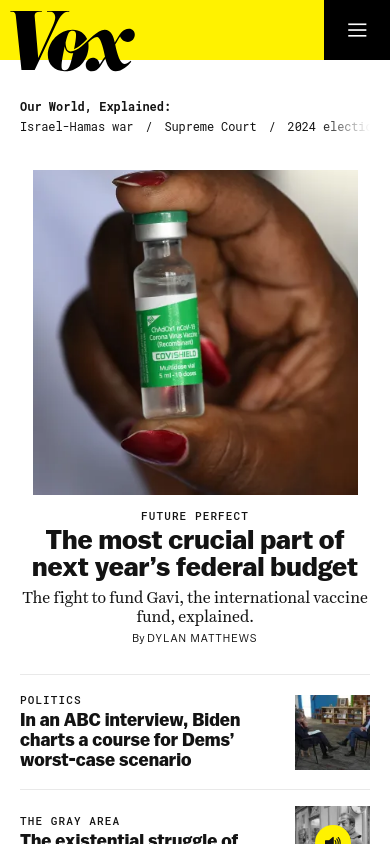 Vox
Our World, Explained:
Israel-Hamas war / Supreme Court / 2024 electi
ChAdOx1 nCoV-19
Corona Virus Vaccine
(Recombinant)
COVISHIELD
Multidose vial
5 ml - 10 doses
FUTURE PERFECT
The most crucial part of
next year’s federal budget
The fight to fund Gavi, the international vaccine
fund, explained.
By DYLAN MATTHEWS
POLITICS
In an ABC interview, Biden
charts a course for Dems’
worst-case scenario
THE GRAY AREA
The existential struggle of